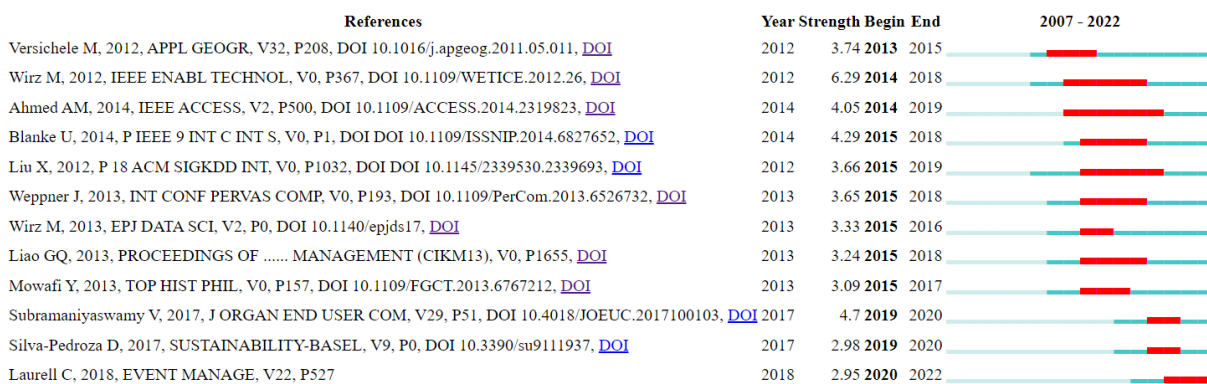 References Year Strength Begin End 2007 - 2022
Versichele M, 2012, APPL GEOGR, V32, P208, DOI 10.1016/j.apgeog.2011.05.011, DOI 2012 3.74 2013 2015
Wirz M, 2012, IEEE ENABL TECHNOL, V0, P367, DOI 10.1109/WETICE.2012.26, DOI 2012 6.29 2014 2018
Ahmed AM, 2014, IEEE ACCESS, V2, P500, DOI 10.1109/ACCESS.2014.2319823, DOI 2014 4.05 2014 2019
Blanke U, 2014, P IEEE 9 INT C INT S, V0, P1, DOI DOI 10.1109/ISSNIP.2014.6827652, DOI 2014 4.29 2015 2018
Liu X, 2012, P 18 ACM SIGKDD INT, V0, P1032, DOI DOI 10.1145/2339530.2339693, DOI 2012 3.66 2015 2019
Weppner J, 2013, INT CONF PERVAS COMP, V0, P193, DOI 10.1109/PerCom.2013.6526732, DOI 2013 3.65 2015 2018
Wirz M, 2013, EPJ DATA SCI, V2, P0, DOI 10.1140/epjds17, DOI 2013 3.33 2015 2016
Liao GQ, 2013, PROCEEDINGS OF ...... MANAGEMENT (CIKM13), V0, P1655, DOI 2013 3.24 2015 2018
Mowafi Y, 2013, TOP HIST PHIL, V0, P157, DOI 10.1109/FGCT.2013.6767212, DOI 2013 3.09 2015 2017
Subramaniyaswamy V, 2017, J ORGAN END USER COM, V29, P51, DOI 10.4018/JOEUC.2017100103, DOI 2017 4.7 2019 2020
Silva-Pedroza D, 2017, SUSTAINABILITY-BASEL, V9, P0, DOI 10.3390/su9111937, DOI 2017 2.98 2019 2020
Laurell C, 2018, EVENT MANAGE, V22, P527 2018 2.95 2020 2022